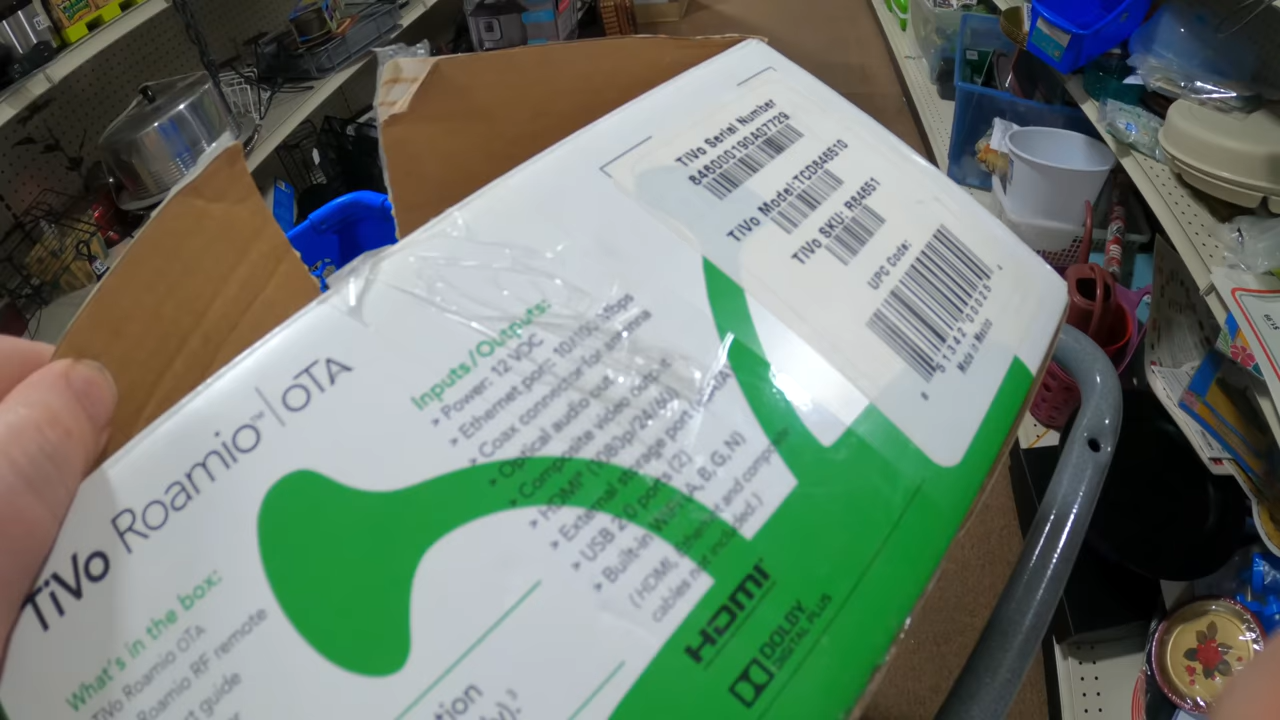 TiVo Serial Number
846000190A07729
TiVo Model:TCD846510
TiVo SKU: R84651
UPC Code:
Made in Mexico
TiVo Roamio™ | OTA
Inputs/Outputs:
▸ Power: 12 VDC
▸ Ethernet port: 10/100 Mbps
▸ Coax connector for antenna
▸ Optical audio out
▸ Composite video output
▸ HDMI (1080p/24/60)
▸ External storage port
▸ USB 2.0 ports (2)
▸ Built-in WiFi (A,B,G,N)
(HDMI, Ethernet and
cables not included.)
What's in the box:
TiVo Roamio OTA
Roamio RF remote
guide
HDMI
DOLBY
DIGITAL PLUS